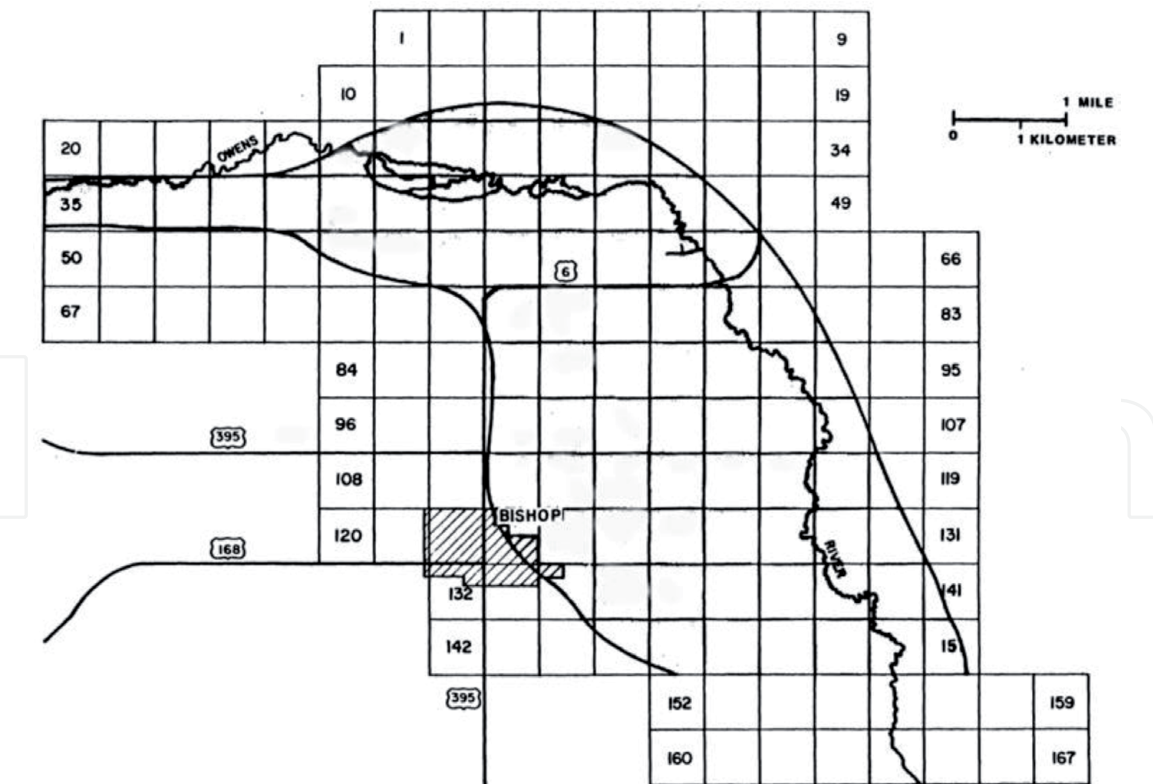 1 9
10 19
1 MILE
0 1 KILOMETER
20 OWENS 34
35 49
50 6 66
67 83
84 95
395 96 107
108 119
BISHOP
168 120 131
RIVER
132 141
142 151
395 152 159
160 167